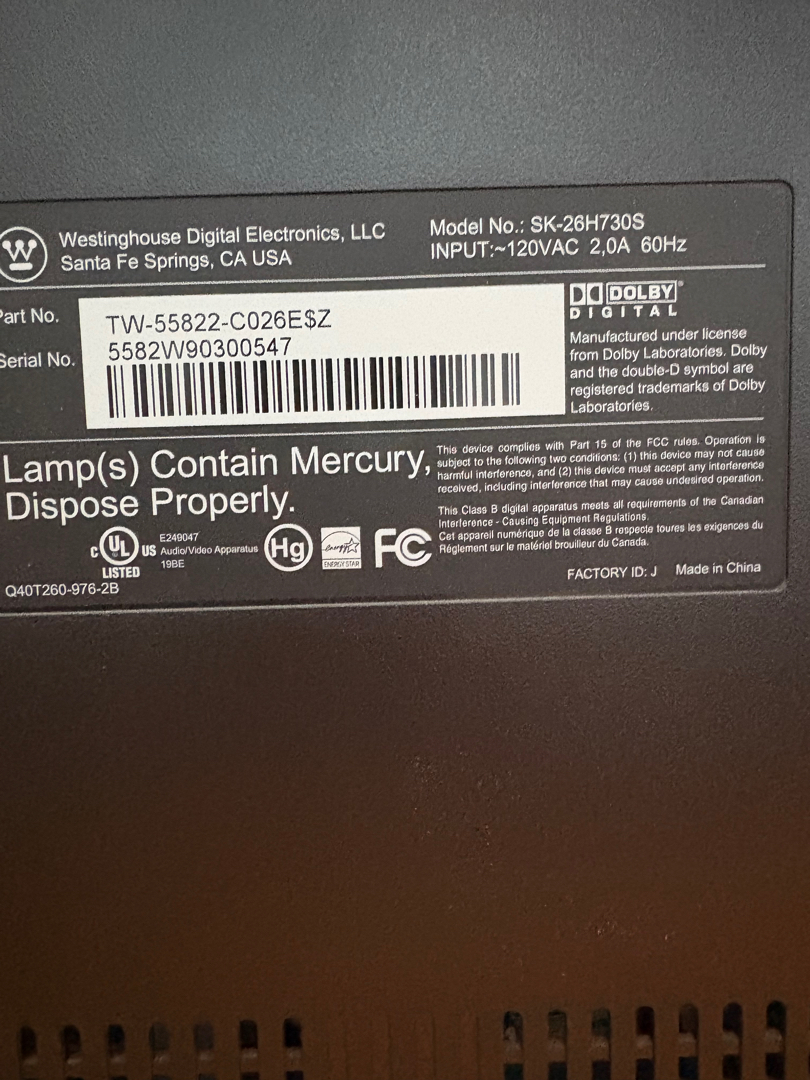 Westinghouse Digital Electronics, LLC
Santa Fe Springs, CA USA
Model No.: SK-26H730S
INPUT:~120VAC 2,0A 60Hz
Part No.
TW-55822-C026E$Z
Serial No.
5582W90300547
DOLBY
DIGITAL
Manufactured under license
from Dolby Laboratories. Dolby
and the double-D symbol are
registered trademarks of Dolby
Laboratories.
Lamp(s) Contain Mercury,
Dispose Properly.
This device complies with Part 15 of the FCC rules. Operation is
subject to the following two conditions: (1) this device may not cause
harmful interference, and (2) this device must accept any interference
received, including interference that may cause undesired operation.
This Class B digital apparatus meets all requirements of the Canadian
Interference - Causing Equipment Regulations.
Cet appareil numérique de la classe B respecte toures les exigences du
Réglement sur le matériel brouilleur du Canada.
C UL US
LISTED
E249047
Audio/Video Apparatus
19BE
Hg
energy
ENERGY STAR
FC
Q40T260-976-2B
FACTORY ID: J Made in China